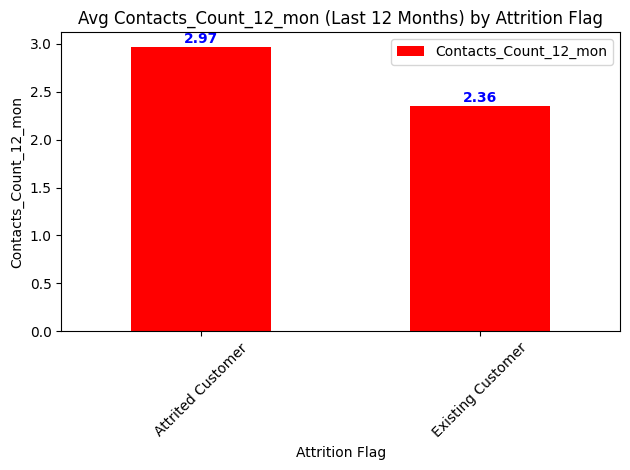 Avg Contacts_Count_12_mon (Last 12 Months) by Attrition Flag
Contacts_Count_12_mon
Contacts_Count_12_mon
3.0
2.5
2.0
1.5
1.0
0.5
0.0
2.97
2.36
Attrited Customer
Existing Customer
Attrition Flag